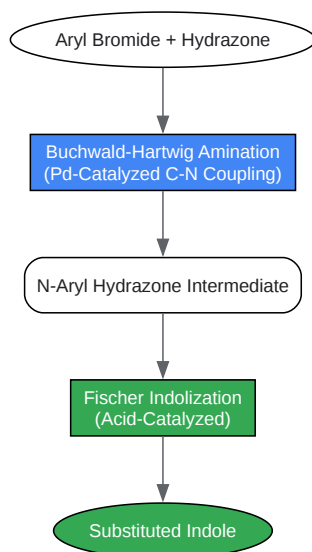 Aryl Bromide + Hydrazone
Buchwald-Hartwig Amination
(Pd-Catalyzed C-N Coupling)
N-Aryl Hydrazone Intermediate
Fischer Indolization
(Acid-Catalyzed)
Substituted Indole